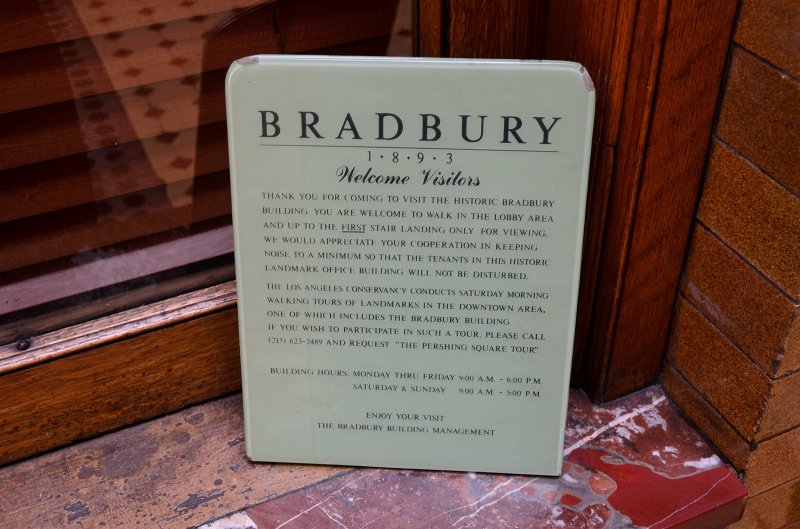 BRADBURY
1•8•9•3
Welcome Visitors
THANK YOU FOR COMING TO VISIT THE HISTORIC BRADBURY
BUILDING. YOU ARE WELCOME TO WALK IN THE LOBBY AREA
AND UP TO THE FIRST STAIR LANDING ONLY FOR VIEWING.
WE WOULD APPRECIATE YOUR COOPERATION IN KEEPING
NOISE TO A MINIMUM SO THAT THE TENANTS IN THIS HISTORIC
LANDMARK OFFICE BUILDING WILL NOT BE DISTURBED.
THE LOS ANGELES CONSERVANCY CONDUCTS SATURDAY MORNING
WALKING TOURS OF LANDMARKS IN THE DOWNTOWN AREA,
ONE OF WHICH INCLUDES THE BRADBURY BUILDING.
IF YOU WISH TO PARTICIPATE IN SUCH A TOUR, PLEASE CALL
(213) 623-2489 AND REQUEST "THE PERSHING SQUARE TOUR."
BUILDING HOURS: MONDAY THRU FRIDAY 9:00 A.M. - 6:00 P.M.
SATURDAY & SUNDAY 9:00 A.M. - 5:00 P.M.
ENJOY YOUR VISIT
THE BRADBURY BUILDING MANAGEMENT